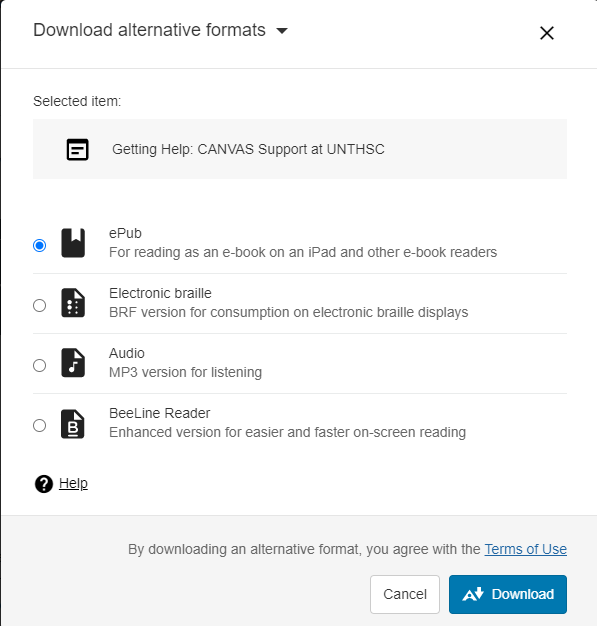 Download alternative formats
Selected item:
Getting Help: CANVAS Support at UNTHSC
ePub
For reading as an e-book on an iPad and other e-book readers
Electronic braille
BRF version for consumption on electronic braille displays
Audio
MP3 version for listening
B
BeeLine Reader
Enhanced version for easier and faster on-screen reading
? Help
By downloading an alternative format, you agree with the Terms of Use
Cancel
A Download